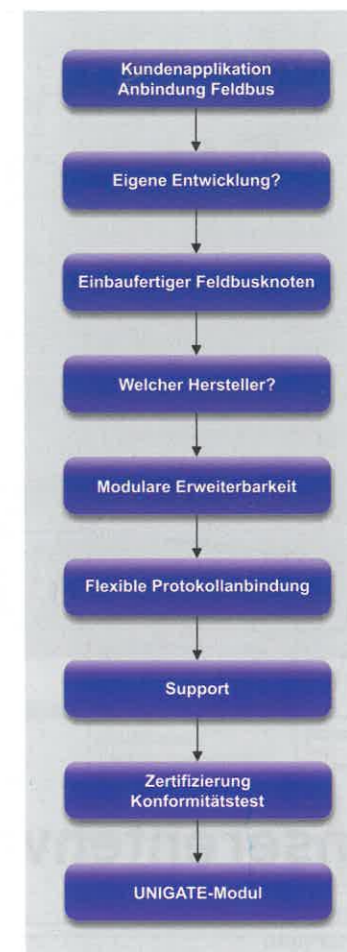 Kundenapplikation
Anbindung Feldbus
Eigene Entwicklung?
Einbaufertiger Feldbusknoten
Welcher Hersteller?
Modulare Erweiterbarkeit
Flexible Protokollanbindung
Support
Zertifizierung
Konformitätstest
UNIGATE-Modul